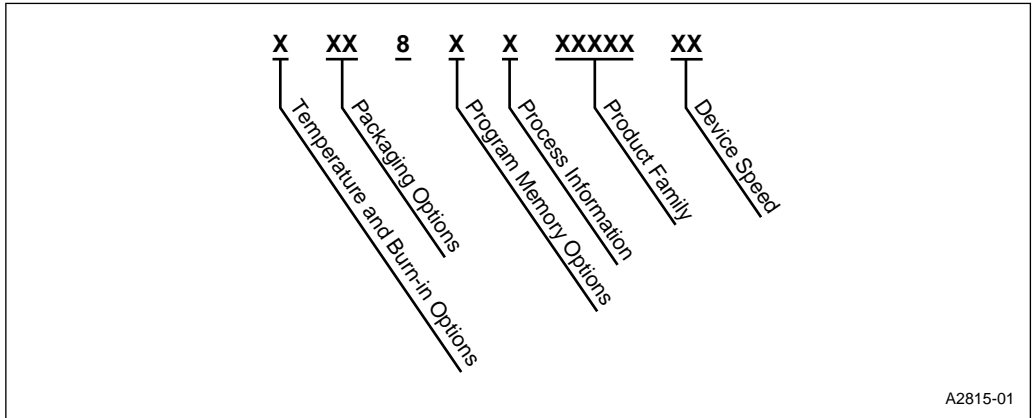 X XX 8 X X XXXXX XX
Temperature and Burn-in Options
Packaging Options
Program Memory Options
Process Information
Product Family
Device Speed
A2815-01